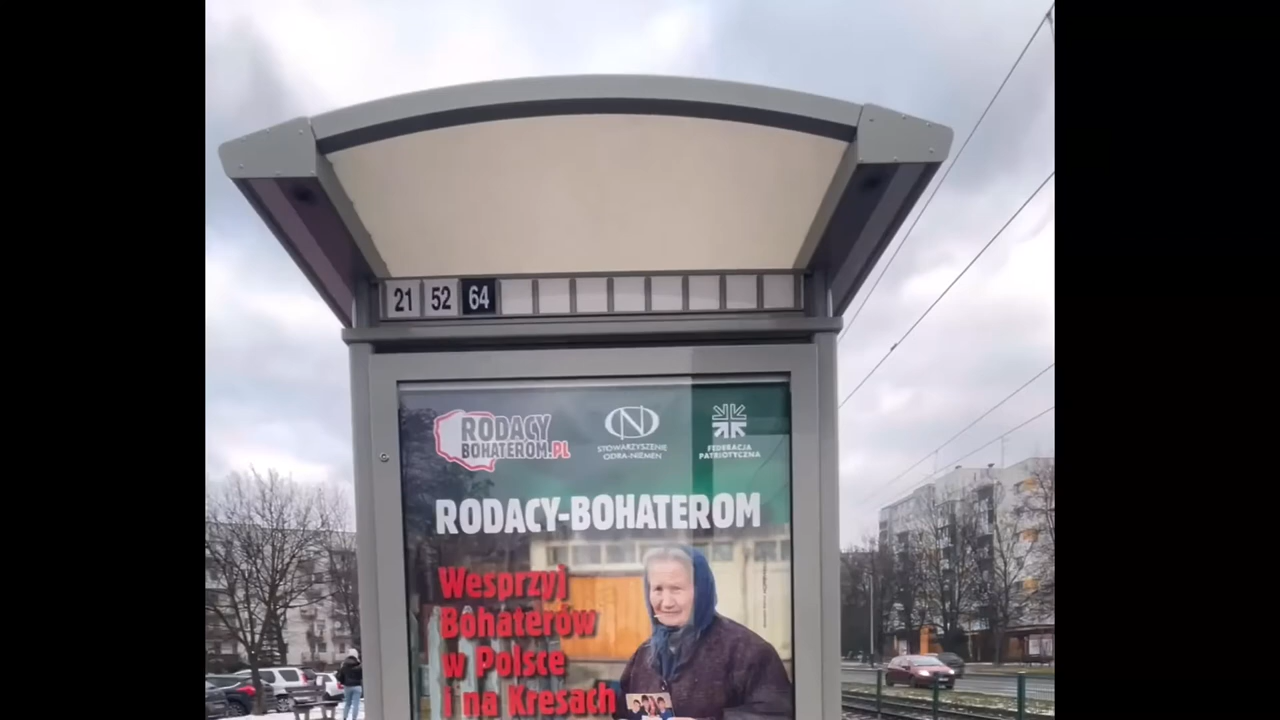 21 52 64
RODACY
BOHATEROM.PL
STOWARZYSZENIE
ODRA-NIEMEN
FEDERACJA
PATRIOTYCZNA
RODACY-BOHATEROM
Wesprzyj
Bohaterów
w Polsce
i na Kresach